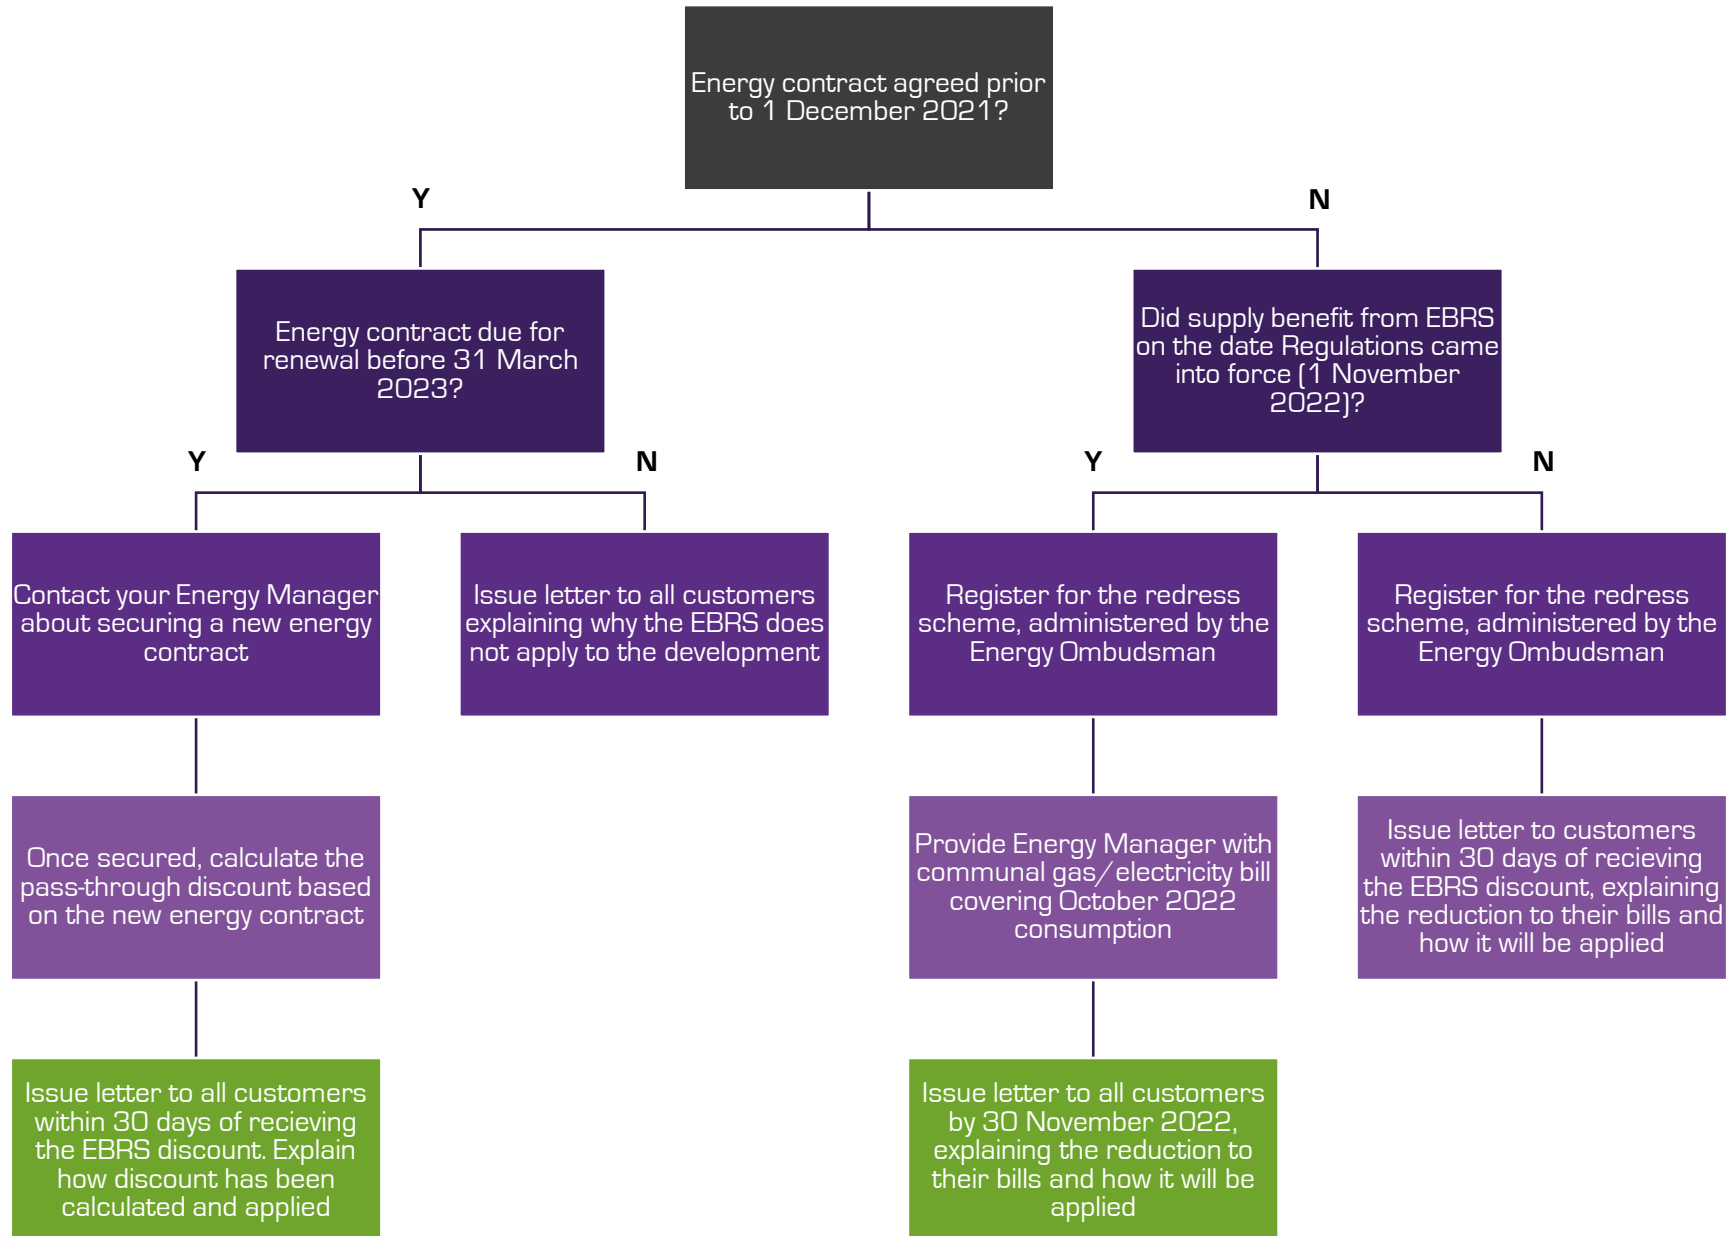 Energy contract agreed prior
to 1 December 2021?
Y
N
Energy contract due for
renewal before 31 March
2023?
Did supply benefit from EBRS
on the date Regulations came
into force (1 November
2022)?
Y
N
Y
N
Contact your Energy Manager
about securing a new energy
contract
Issue letter to all customers
explaining why the EBRS does
not apply to the development
Register for the redress
scheme, administered by the
Energy Ombudsman
Register for the redress
scheme, administered by the
Energy Ombudsman
Once secured, calculate the
pass-through discount based
on the new energy contract
Provide Energy Manager with
communal gas/electricity bill
covering October 2022
consumption
Issue letter to customers
within 30 days of recieving
the EBRS discount, explaining
the reduction to their bills and
how it will be applied
Issue letter to all customers
within 30 days of recieving
the EBRS discount. Explain
how discount has been
calculated and applied
Issue letter to all customers
by 30 November 2022,
explaining the reduction to
their bills and how it will be
applied